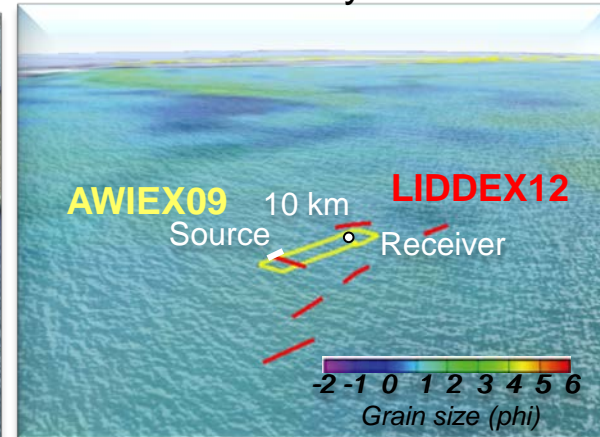 AWIEX09
10 km
LIDDEX12
Source
Receiver
-2 -1 0 1 2 3 4 5 6
Grain size (phi)